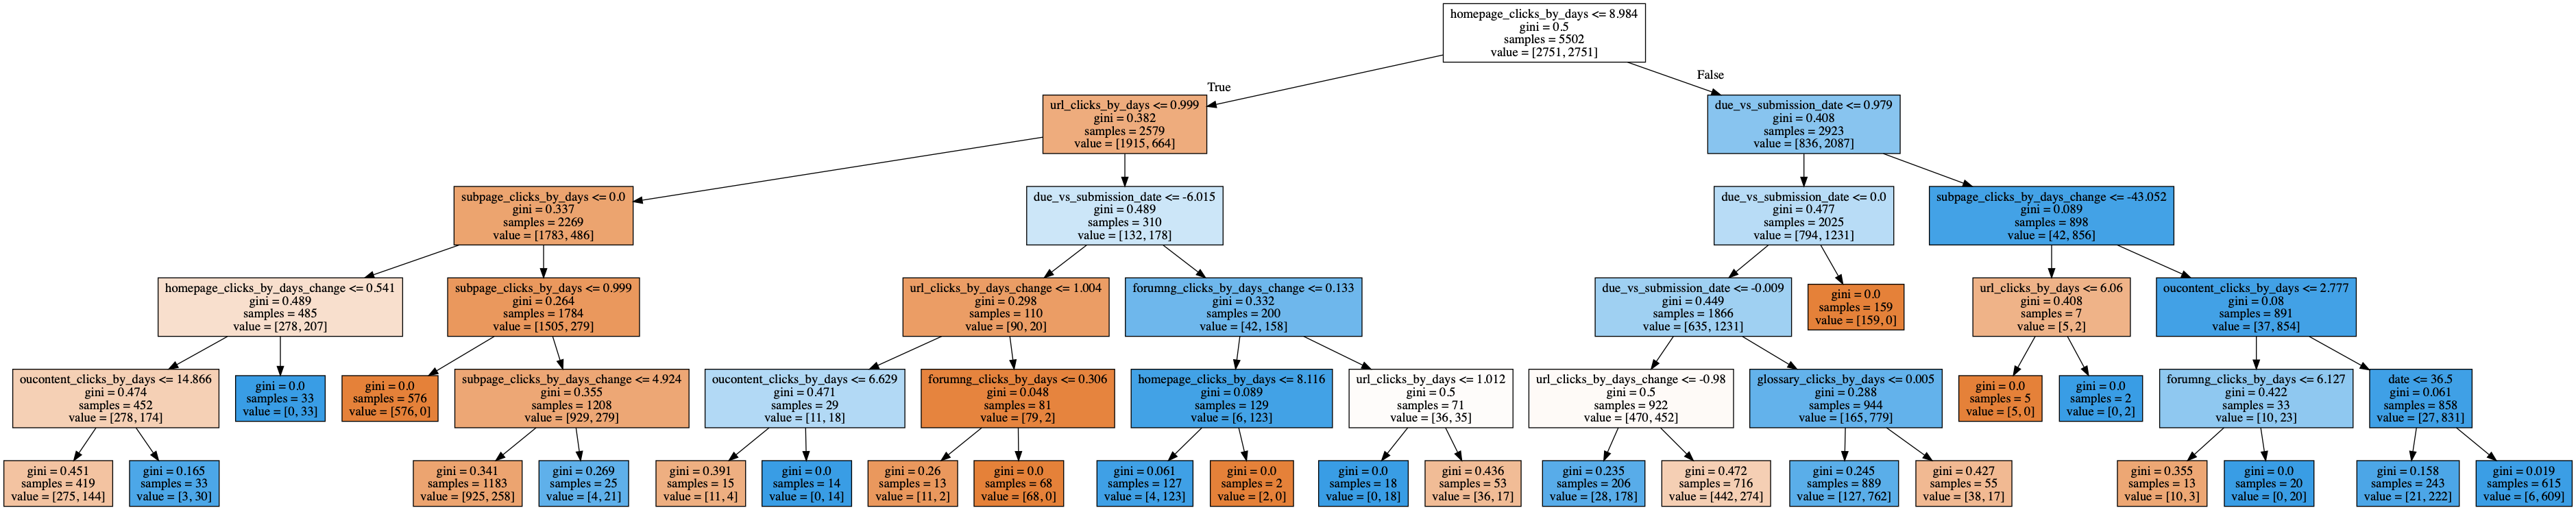 homepage_clicks_by_days <= 8.984
gini = 0.5
samples = 5502
value = [2751, 2751]
True
False
url_clicks_by_days <= 0.999
gini = 0.382
samples = 2579
value = [1915, 664]
due_vs_submission_date <= 0.979
gini = 0.408
samples = 2923
value = [836, 2087]
subpage_clicks_by_days <= 0.0
gini = 0.337
samples = 2269
value = [1783, 486]
due_vs_submission_date <= -6.015
gini = 0.489
samples = 310
value = [132, 178]
due_vs_submission_date <= 0.0
gini = 0.477
samples = 2025
value = [794, 1231]
subpage_clicks_by_days_change <= -43.052
gini = 0.089
samples = 898
value = [42, 856]
homepage_clicks_by_days_change <= 0.541
gini = 0.489
samples = 485
value = [278, 207]
subpage_clicks_by_days <= 0.999
gini = 0.264
samples = 1784
value = [1505, 279]
url_clicks_by_days_change <= 1.004
gini = 0.298
samples = 110
value = [90, 20]
forumng_clicks_by_days_change <= 0.133
gini = 0.332
samples = 200
value = [42, 158]
due_vs_submission_date <= -0.009
gini = 0.449
samples = 1866
value = [635, 1231]
gini = 0.0
samples = 159
value = [159, 0]
url_clicks_by_days <= 6.06
gini = 0.408
samples = 7
value = [5, 2]
oucontent_clicks_by_days <= 2.777
gini = 0.08
samples = 891
value = [37, 854]
oucontent_clicks_by_days <= 14.866
gini = 0.474
samples = 452
value = [278, 174]
gini = 0.0
samples = 33
value = [0, 33]
gini = 0.0
samples = 576
value = [576, 0]
subpage_clicks_by_days_change <= 4.924
gini = 0.355
samples = 1208
value = [929, 279]
oucontent_clicks_by_days <= 6.629
gini = 0.471
samples = 29
value = [11, 18]
forumng_clicks_by_days <= 0.306
gini = 0.048
samples = 81
value = [79, 2]
homepage_clicks_by_days <= 8.116
gini = 0.089
samples = 129
value = [6, 123]
url_clicks_by_days <= 1.012
gini = 0.5
samples = 71
value = [36, 35]
url_clicks_by_days_change <= -0.98
gini = 0.5
samples = 922
value = [470, 452]
glossary_clicks_by_days <= 0.005
gini = 0.288
samples = 944
value = [165, 779]
gini = 0.0
samples = 5
value = [5, 0]
gini = 0.0
samples = 2
value = [0, 2]
forumng_clicks_by_days <= 6.127
gini = 0.422
samples = 33
value = [10, 23]
date <= 36.5
gini = 0.061
samples = 858
value = [27, 831]
gini = 0.451
samples = 419
value = [275, 144]
gini = 0.165
samples = 33
value = [3, 30]
gini = 0.341
samples = 1183
value = [925, 258]
gini = 0.269
samples = 25
value = [4, 21]
gini = 0.391
samples = 15
value = [11, 4]
gini = 0.0
samples = 14
value = [0, 14]
gini = 0.26
samples = 13
value = [11, 2]
gini = 0.0
samples = 68
value = [68, 0]
gini = 0.061
samples = 127
value = [4, 123]
gini = 0.0
samples = 2
value = [2, 0]
gini = 0.0
samples = 18
value = [0, 18]
gini = 0.436
samples = 53
value = [36, 17]
gini = 0.235
samples = 206
value = [28, 178]
gini = 0.472
samples = 716
value = [442, 274]
gini = 0.245
samples = 889
value = [127, 762]
gini = 0.427
samples = 55
value = [38, 17]
gini = 0.355
samples = 13
value = [10, 3]
gini = 0.0
samples = 20
value = [0, 20]
gini = 0.158
samples = 243
value = [21, 222]
gini = 0.019
samples = 615
value = [6, 609]